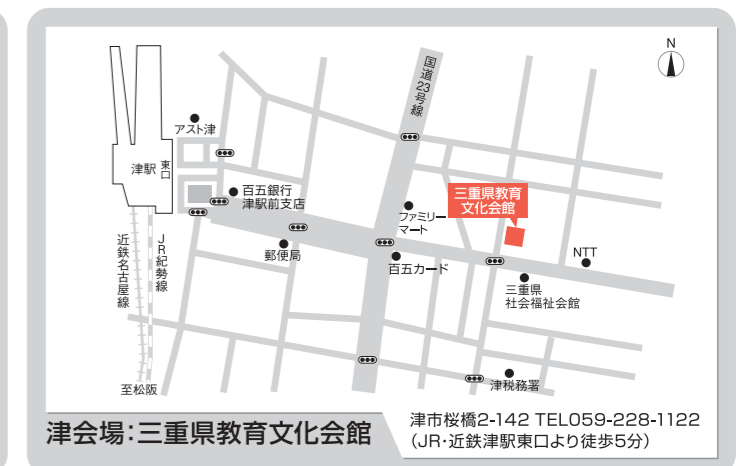 N
国道23号線
アスト津
津駅
東口
百五銀行
津駅前支店
三重県教育
文化会館
ファミリー
マート
郵便局
百五カード
NTT
三重県
社会福祉会館
近鉄名古屋線
JR紀勢線
津税務署
至松阪
津会場:三重県教育文化会館
津市桜橋2-142 TEL059-228-1122
(JR・近鉄津駅東口より徒歩5分)